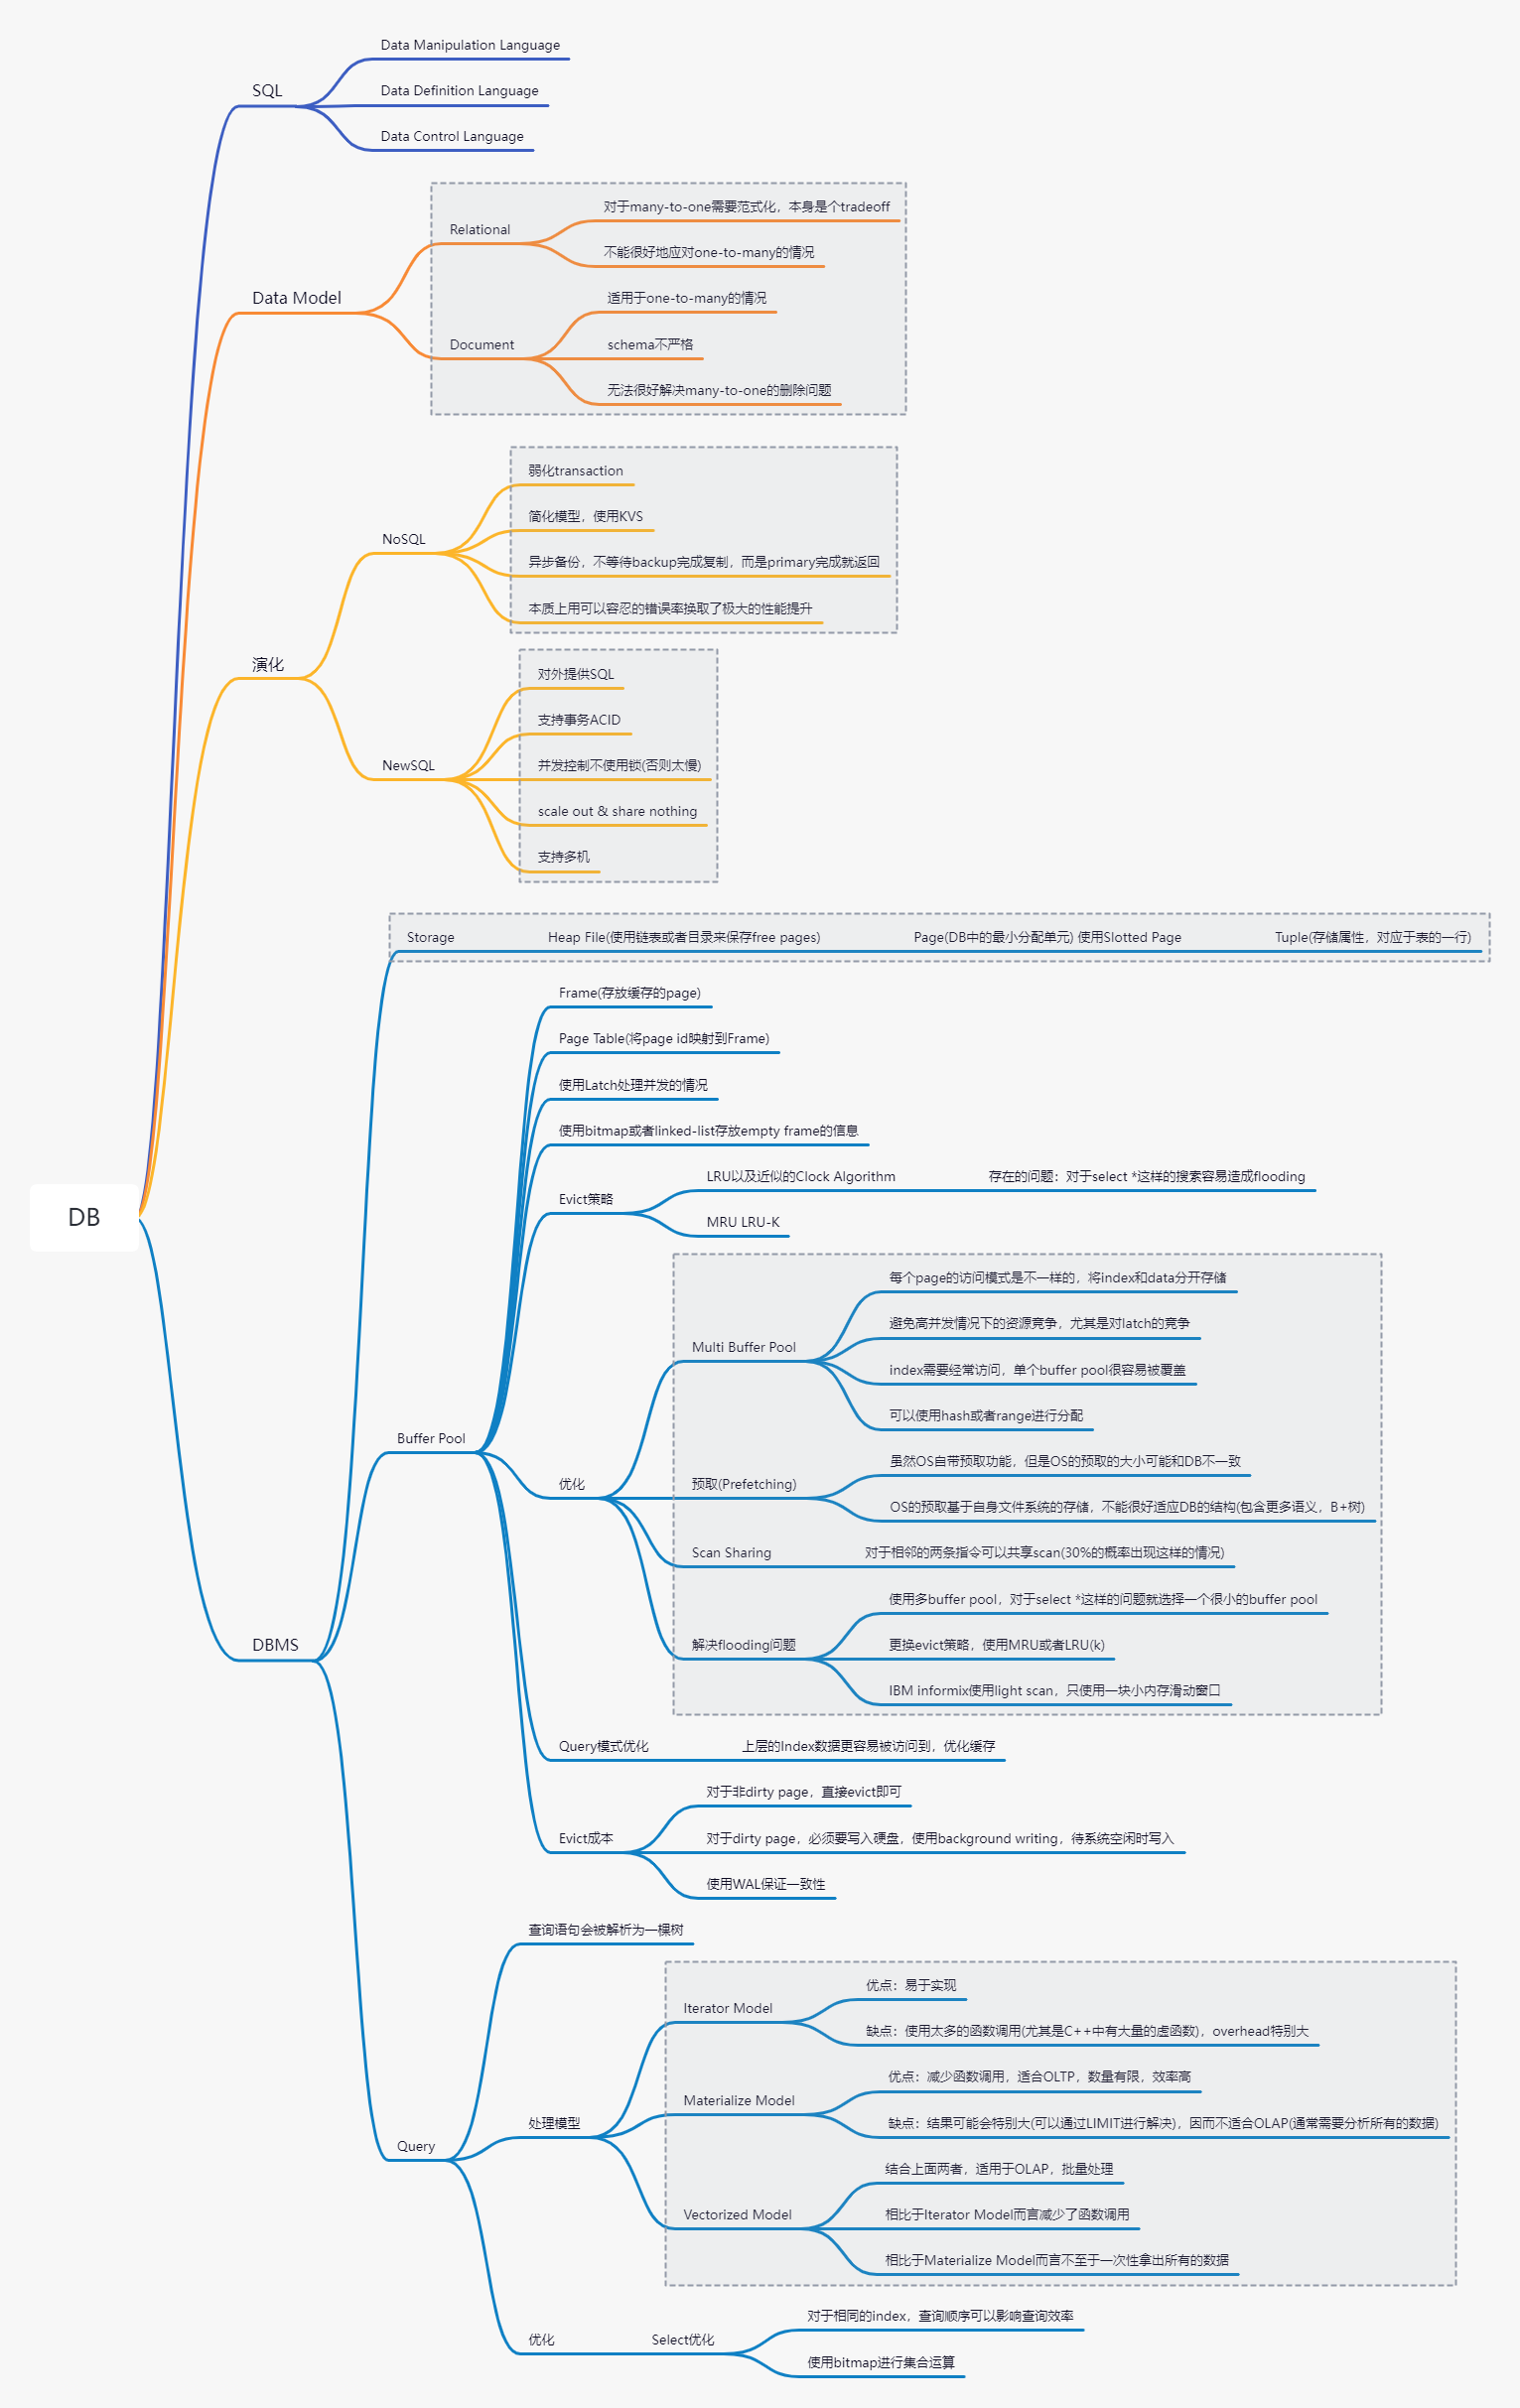 Data Manipulation Language
SQL
Data Definition Language
Data Control Language
对于many-to-one需要范式化，本身是个tradeoff
Relational
不能很好地应对one-to-many的情况
Data Model
适用于one-to-many的情况
Document
schema不严格
无法很好解决many-to-one的删除问题
弱化transaction
简化模型，使用KVS
NoSQL
异步备份，不等待backup完成复制，而是primary完成就返回
本质上用可以容忍的错误率换取了极大的性能提升
演化
对外提供SQL
支持事务ACID
NewSQL
并发控制不使用锁(否则太慢)
scale out & share nothing
支持多机
Storage
Heap File(使用链表或者目录来保存free pages)
Page(DB中的最小分配单元) 使用Slotted Page
Tuple(存储属性，对应于表的一行)
Frame(存放缓存的page)
Page Table(将page id映射到Frame)
使用Latch处理并发的情况
使用bitmap或者linked-list存放empty frame的信息
LRU以及近似的Clock Algorithm
存在的问题：对于select *这样的搜索容易造成flooding
Evict策略
MRU LRU-K
DB
每个page的访问模式是不一样的，将index和data分开存储
避免高并发情况下的资源竞争，尤其是对latch的竞争
Multi Buffer Pool
index需要经常访问，单个buffer pool很容易被覆盖
可以使用hash或者range进行分配
Buffer Pool
虽然OS自带预取功能，但是OS的预取的大小可能和DB不一致
优化
预取(Prefetching)
OS的预取基于自身文件系统的存储，不能很好适应DB的结构(包含更多语义，B+树)
Scan Sharing
对于相邻的两条指令可以共享scan(30%的概率出现这样的情况)
使用多buffer pool，对于select *这样的问题就选择一个很小的buffer pool
DBMS
解决flooding问题
更换evict策略，使用MRU或者LRU(k)
IBM informix使用light scan，只使用一块小内存滑动窗口
Query模式优化
上层的Index数据更容易被访问到，优化缓存
对于非dirty page，直接evict即可
Evict成本
对于dirty page，必须要写入硬盘，使用background writing，待系统空闲时写入
使用WAL保证一致性
查询语句会被解析为一棵树
优点：易于实现
Iterator Model
缺点：使用太多的函数调用(尤其是C++中有大量的虚函数)，overhead特别大
优点：减少函数调用，适合OLTP，数量有限，效率高
Materialize Model
处理模型
缺点：结果可能会特别大(可以通过LIMIT进行解决)，因而不适合OLAP(通常需要分析所有的数据)
Query
结合上面两者，适用于OLAP，批量处理
Vectorized Model
相比于Iterator Model而言减少了函数调用
相比于Materialize Model而言不至于一次性拿出所有的数据
对于相同的index，查询顺序可以影响查询效率
优化
Select优化
使用bitmap进行集合运算